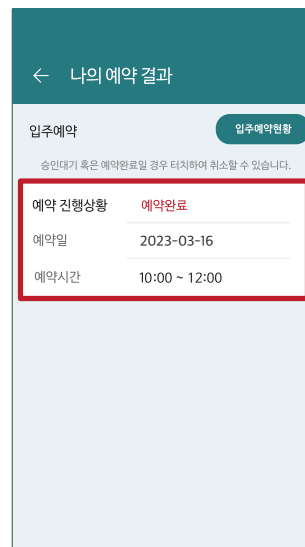 ← 나의 예약 결과
입주예약 입주예약현황
승인대기 혹은 예약완료일 경우 터치하여 취소할 수 있습니다.
예약 진행상황 예약완료
예약일 2023-03-16
예약시간 10:00 ~ 12:00